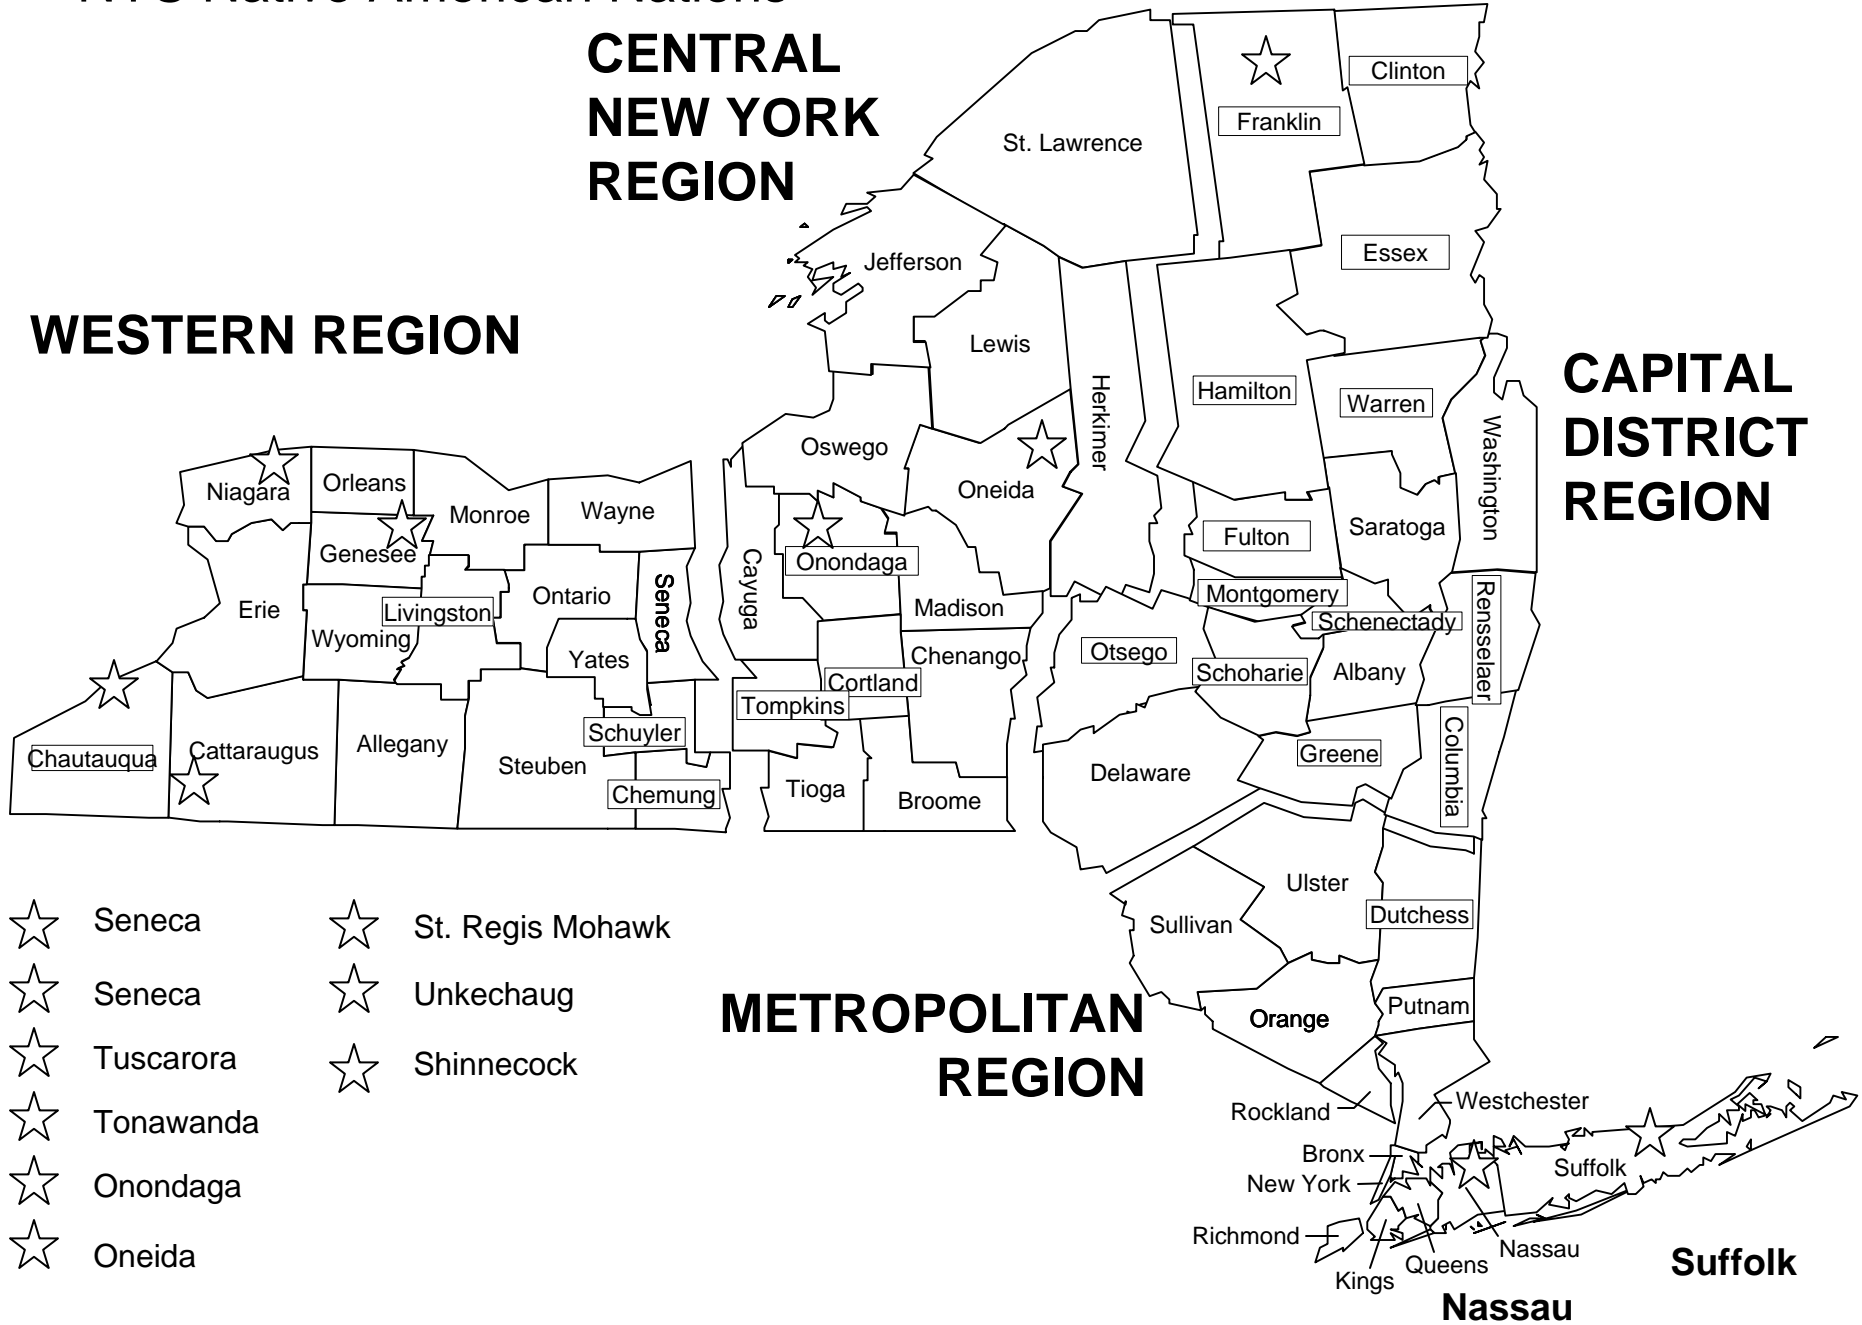 NYS Native American Nations
CENTRAL
NEW YORK
REGION
WESTERN REGION
CAPITAL
DISTRICT
REGION
METROPOLITAN
REGION
Clinton
Franklin
St. Lawrence
Essex
Jefferson
Lewis
Herkimer
Hamilton
Warren
Washington
Oswego
Oneida
Niagara
Orleans
Monroe
Wayne
Genesee
Cayuga
Onondaga
Fulton
Saratoga
Erie
Wyoming
Livingston
Ontario
Seneca
Yates
Madison
Montgomery
Schenectady
Rensselaer
Chenango
Otsego
Schoharie
Albany
Cortland
Tompkins
Schuyler
Chautauqua
Cattaraugus
Allegany
Steuben
Chemung
Tioga
Broome
Delaware
Greene
Columbia
Ulster
Sullivan
Dutchess
Orange
Putnam
Rockland
Westchester
Bronx
New York
Suffolk
Richmond
Kings
Queens
Nassau
Suffolk
Nassau
Seneca
Seneca
Tuscarora
Tonawanda
Onondaga
Oneida
St. Regis Mohawk
Unkechaug
Shinnecock